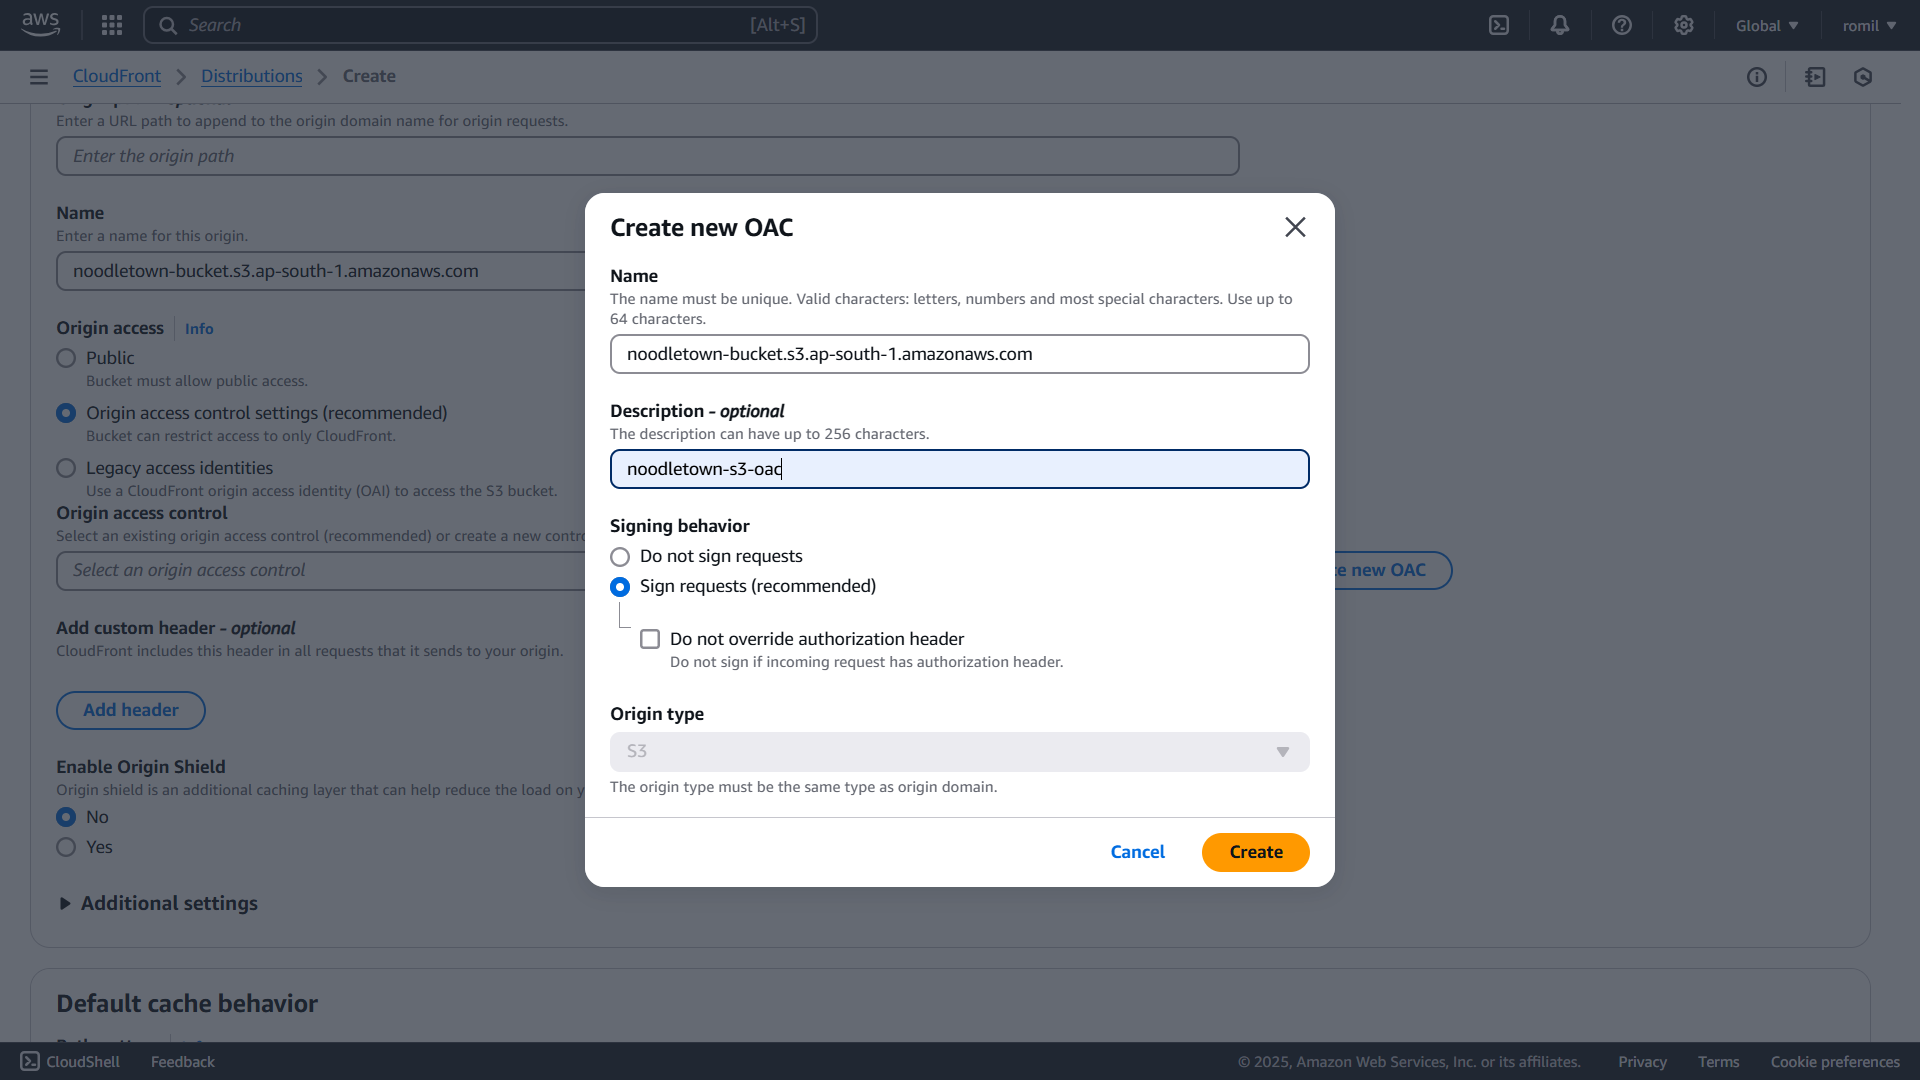 aws
Search
[Alt+S]
Global
romil
CloudFront
Distributions
Create
Enter a URL path to append to the origin domain name for origin requests.
Enter the origin path
Name
Enter a name for this origin.
noodletown-bucket.s3.ap-south-1.amazonaws.com
Origin access
Info
Public
Bucket must allow public access.
Origin access control settings (recommended)
Bucket can restrict access to only CloudFront.
Legacy access identities
Use a CloudFront origin access identity (OAI) to access the S3 bucket.
Origin access control
Select an existing origin access control (recommended) or create a new
Select an origin access control
new OAC
Add custom header - optional
CloudFront includes this header in all requests that it sends to your origin.
Add header
Enable Origin Shield
Origin shield is an additional caching layer that can help reduce the load on
No
Yes
Additional settings
Default cache behavior
Create new OAC
Name
The name must be unique. Valid characters: letters, numbers and most special characters. Use up to
64 characters.
noodletown-bucket.s3.ap-south-1.amazonaws.com
Description - optional
The description can have up to 256 characters.
noodletown-s3-oac
Signing behavior
Do not sign requests
Sign requests (recommended)
Do not override authorization header
Do not sign if incoming request has authorization header.
Origin type
S3
The origin type must be the same type as origin domain.
Cancel
Create
CloudShell
Feedback
© 2025, Amazon Web Services, Inc. or its affiliates.
Privacy
Terms
Cookie preferences